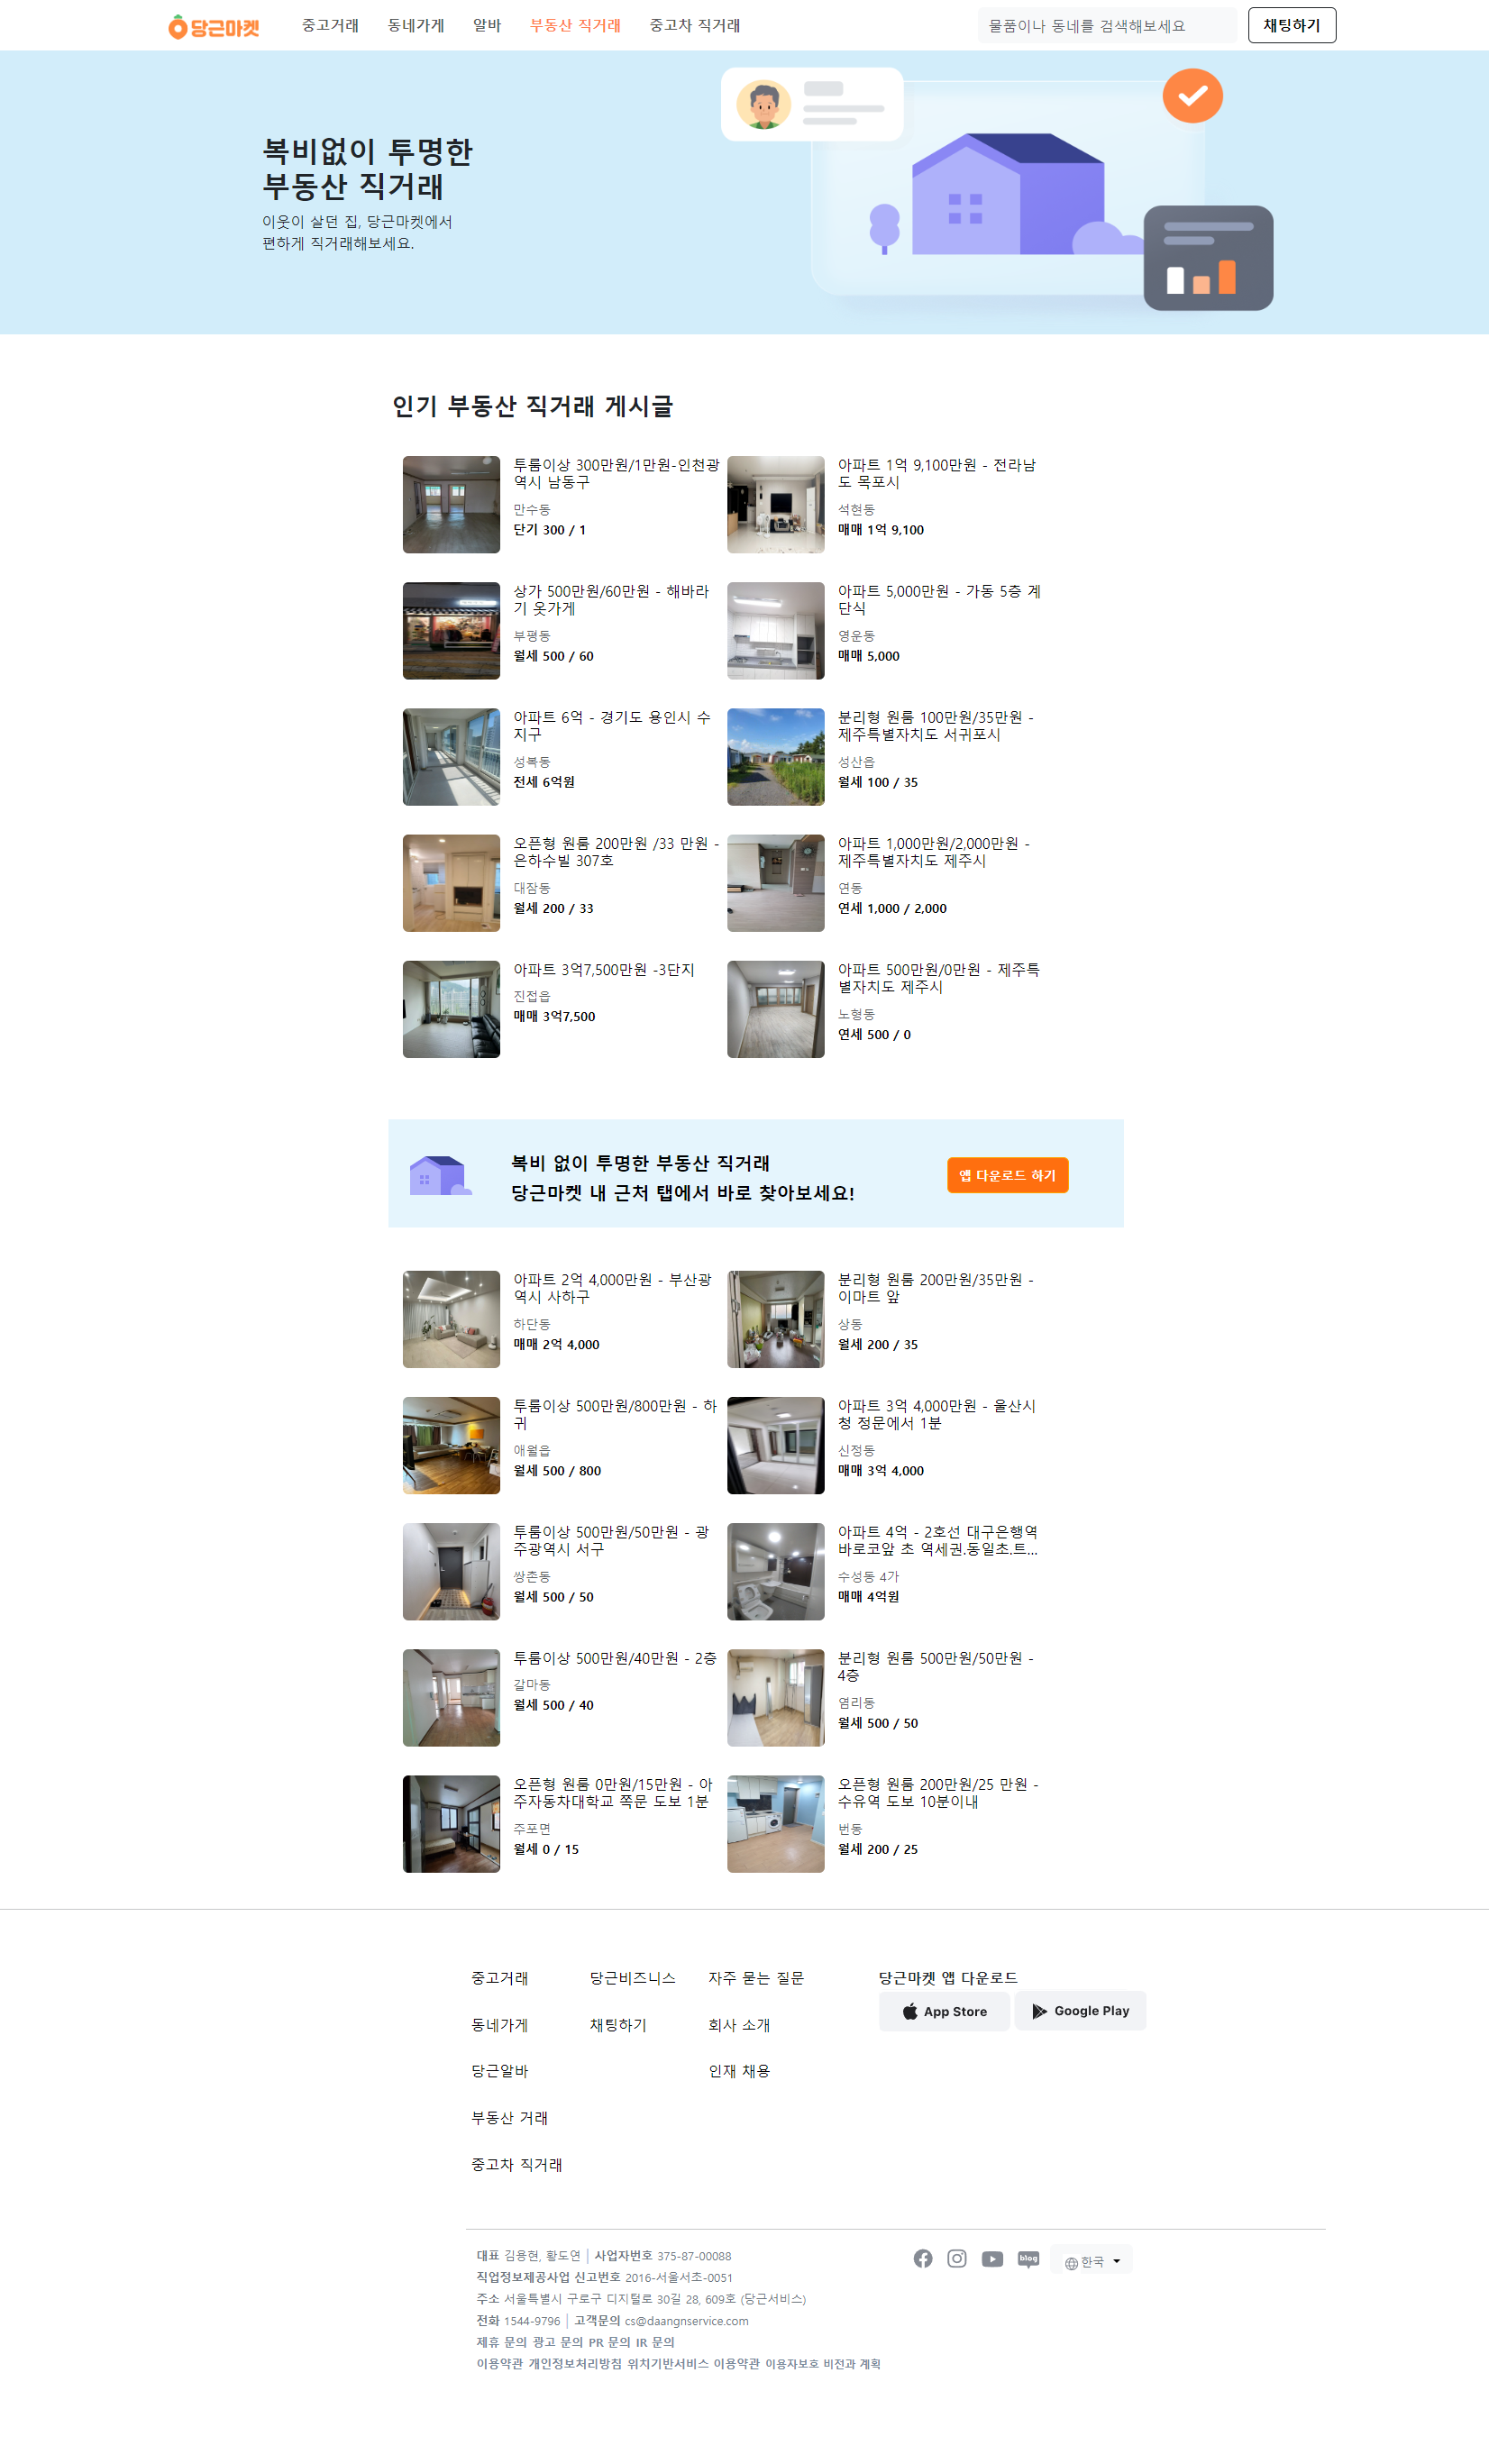 당근마켓 중고거래 동네가게 알바 부동산 직거래 중고차 직거래 물품이나 동네를 검색해보세요 채팅하기
복비없이 투명한
부동산 직거래
이웃이 살던 집, 당근마켓에서
편하게 직거래해보세요.
인기 부동산 직거래 게시글
투룸이상 300만원/1만원-인천광
역시 남동구
만수동
단기 300 / 1
아파트 1억 9,100만원 - 전라남
도 목포시
석현동
매매 1억 9,100
상가 500만원/60만원 - 해바라
기 옷가게
부평동
월세 500 / 60
아파트 5,000만원 - 가동 5층 계
단식
영운동
매매 5,000
아파트 6억 - 경기도 용인시 수
지구
성복동
전세 6억원
분리형 원룸 100만원/35만원 -
제주특별자치도 서귀포시
성산읍
월세 100 / 35
오픈형 원룸 200만원 /33 만원 -
은하수빌 307호
대잠동
월세 200 / 33
아파트 1,000만원/2,000만원 -
제주특별자치도 제주시
연동
연세 1,000 / 2,000
아파트 3억7,500만원 -3단지
진접읍
매매 3억7,500
아파트 500만원/0만원 - 제주특
별자치도 제주시
노형동
연세 500 / 0
복비 없이 투명한 부동산 직거래
당근마켓 내 근처 탭에서 바로 찾아보세요!
앱 다운로드 하기
아파트 2억 4,000만원 - 부산광
역시 사하구
하단동
매매 2억 4,000
분리형 원룸 200만원/35만원 -
이마트 앞
상동
월세 200 / 35
투룸이상 500만원/800만원 - 하
귀
애월읍
월세 500 / 800
아파트 3억 4,000만원 - 울산시
청 정문에서 1분
신정동
매매 3억 4,000
투룸이상 500만원/50만원 - 광
주광역시 서구
쌍촌동
월세 500 / 50
아파트 4억 - 2호선 대구은행역
바로코앞 초 역세권.동일초.트...
수성동 4가
매매 4억원
투룸이상 500만원/40만원 - 2층
갈마동
월세 500 / 40
분리형 원룸 500만원/50만원 -
4층
염리동
월세 500 / 50
오픈형 원룸 0만원/15만원 - 아
주자동차대학교 쪽문 도보 1분
주포면
월세 0 / 15
오픈형 원룸 200만원/25 만원 -
수유역 도보 10분이내
번동
월세 200 / 25
중고거래 당근비즈니스 자주 묻는 질문 당근마켓 앱 다운로드
App Store Google Play
동네가게 채팅하기 회사 소개
당근알바 인재 채용
부동산 거래
중고차 직거래
대표 김용현, 황도연 | 사업자번호 375-87-00088
blog 한국
직업정보제공사업 신고번호 2016-서울서초-0051
주소 서울특별시 구로구 디지털로 30길 28, 609호 (당근서비스)
전화 1544-9796 | 고객문의 cs@daangnservice.com
제휴 문의 광고 문의 PR 문의 IR 문의
이용약관 개인정보처리방침 위치기반서비스 이용약관 이용자보호 비전과 계획